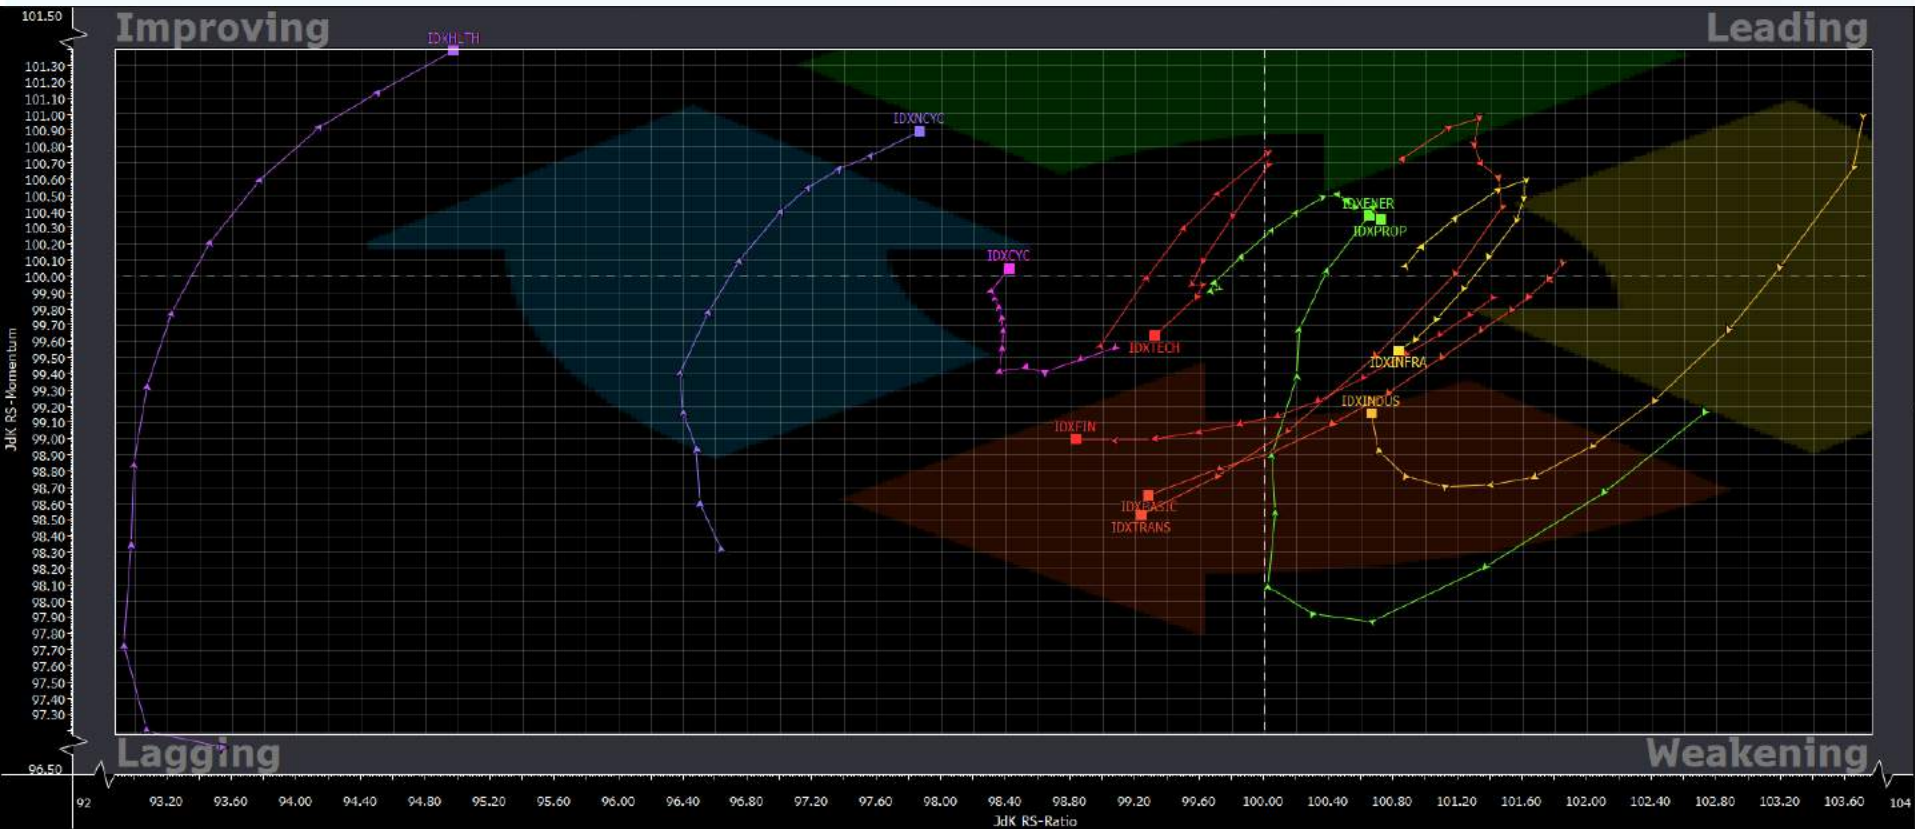 Improving
Leading
Lagging
Weakening
IDXHLTH
IDXNCYC
IDXENER
IDXPROP
IDXCYC
IDXTECH
IDXINFRA
IDXINDUS
IDXFIN
IDXBASIC
IDXTRANS
JdK RS-Momentum
101.50
101.30
101.20
101.10
101.00
100.90
100.80
100.70
100.60
100.50
100.40
100.30
100.20
100.10
100.00
99.90
99.80
99.70
99.60
99.50
99.40
99.30
99.20
99.10
99.00
98.90
98.80
98.70
98.60
98.50
98.40
98.30
98.20
98.10
98.00
97.90
97.80
97.70
97.60
97.50
97.40
97.30
96.50
92 93.20 93.60 94.00 94.40 94.80 95.20 95.60 96.00 96.40 96.80 97.20 97.60 98.00 98.40 98.80 99.20 99.60 100.00 100.40 100.80 101.20 101.60 102.00 102.40 102.80 103.20 103.60 104
JdK RS-Ratio